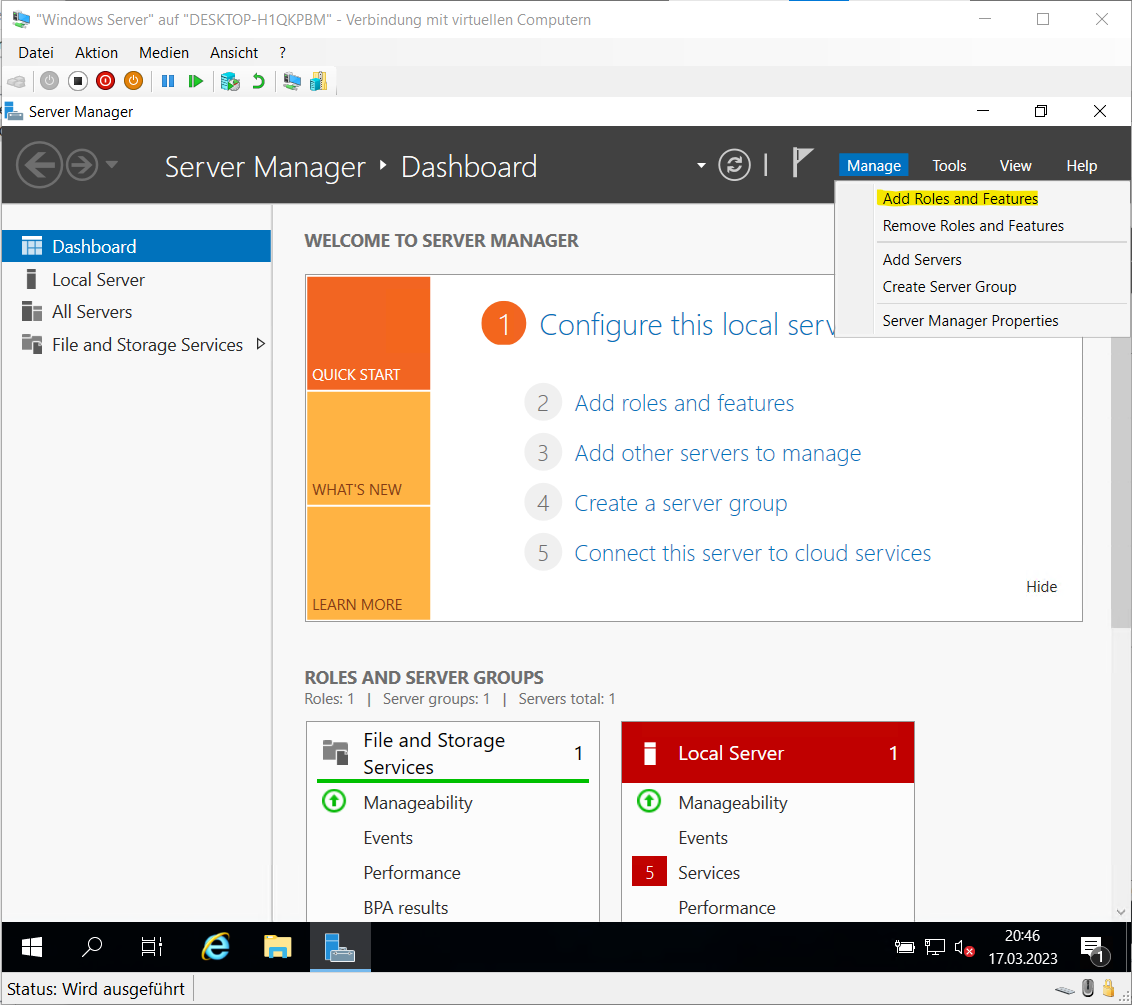 "Windows Server" auf "DESKTOP-H1QKPBM" - Verbindung mit virtuellen Computern
Datei Aktion Medien Ansicht ?
Server Manager
Server Manager ‣ Dashboard
Manage Tools View Help
Add Roles and Features
Remove Roles and Features
Add Servers
Create Server Group
Server Manager Properties
Dashboard
Local Server
All Servers
File and Storage Services
WELCOME TO SERVER MANAGER
QUICK START
WHAT'S NEW
LEARN MORE
1 Configure this local serv
2 Add roles and features
3 Add other servers to manage
4 Create a server group
5 Connect this server to cloud services
Hide
ROLES AND SERVER GROUPS
Roles: 1 | Server groups: 1 | Servers total: 1
File and Storage
Services
1
Manageability
Events
Performance
BPA results
Local Server 1
Manageability
Events
5 Services
Performance
20:46
17.03.2023
1
Status: Wird ausgeführt